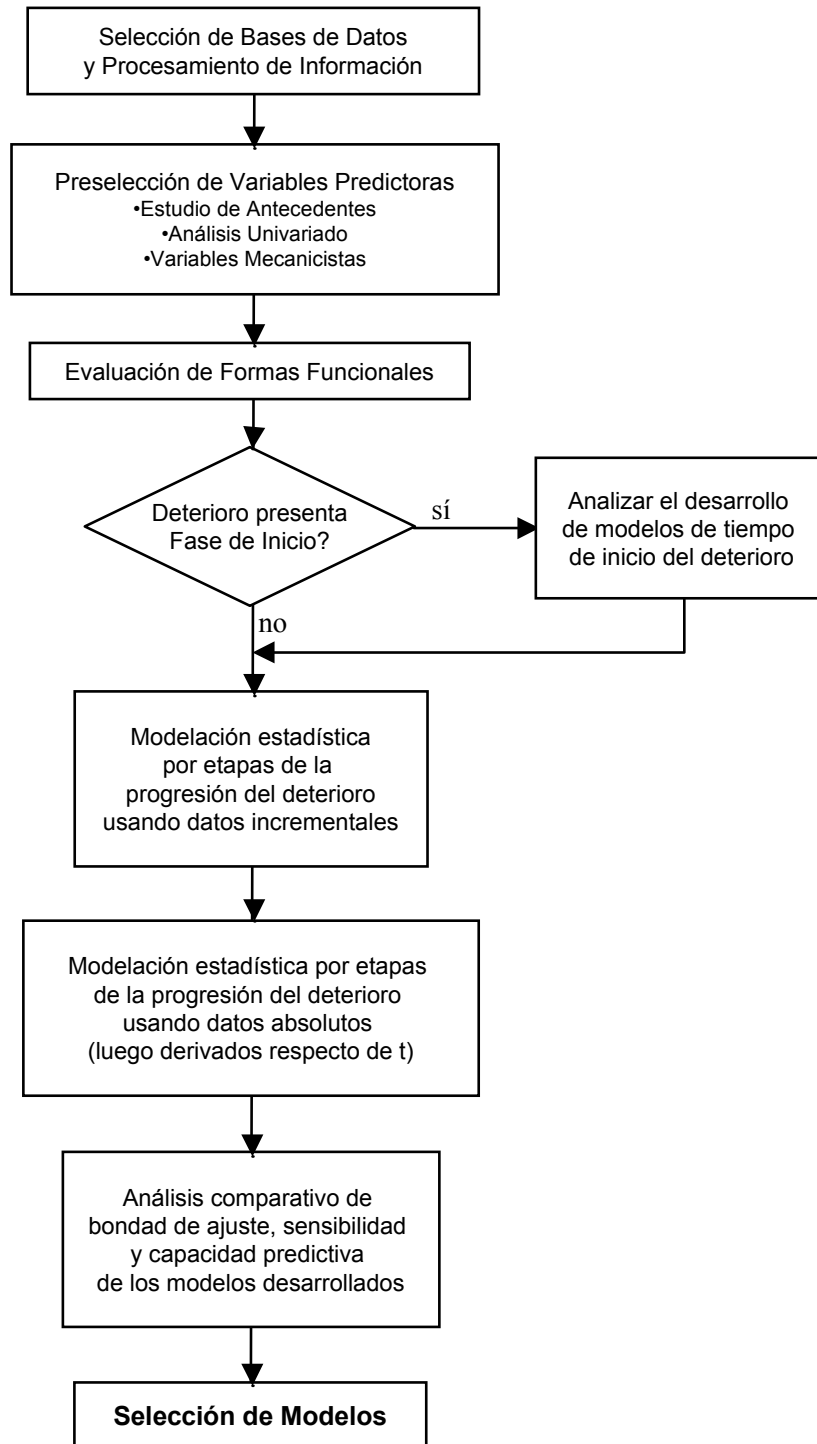 Selección de Bases de Datos
y Procesamiento de Información
Preselección de Variables Predictoras
•Estudio de Antecedentes
•Análisis Univariado
•Variables Mecanicistas
Evaluación de Formas Funcionales
Deterioro presenta
Fase de Inicio?
sí
Analizar el desarrollo
de modelos de tiempo
de inicio del deterioro
no
Modelación estadística
por etapas de la
progresión del deterioro
usando datos incrementales
Modelación estadística por etapas
de la progresión del deterioro
usando datos absolutos
(luego derivados respecto de t)
Análisis comparativo de
bondad de ajuste, sensibilidad
y capacidad predictiva
de los modelos desarrollados
Selección de Modelos